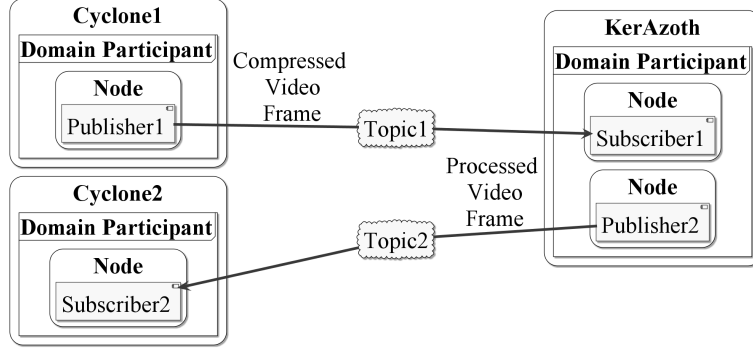 Cyclone1
Domain Participant
Node
Publisher1
Compressed
Video
Frame
Topic1
KerAzoth
Domain Participant
Node
Subscriber1
Node
Publisher2
Processed
Video
Frame
Topic2
Cyclone2
Domain Participant
Node
Subscriber2